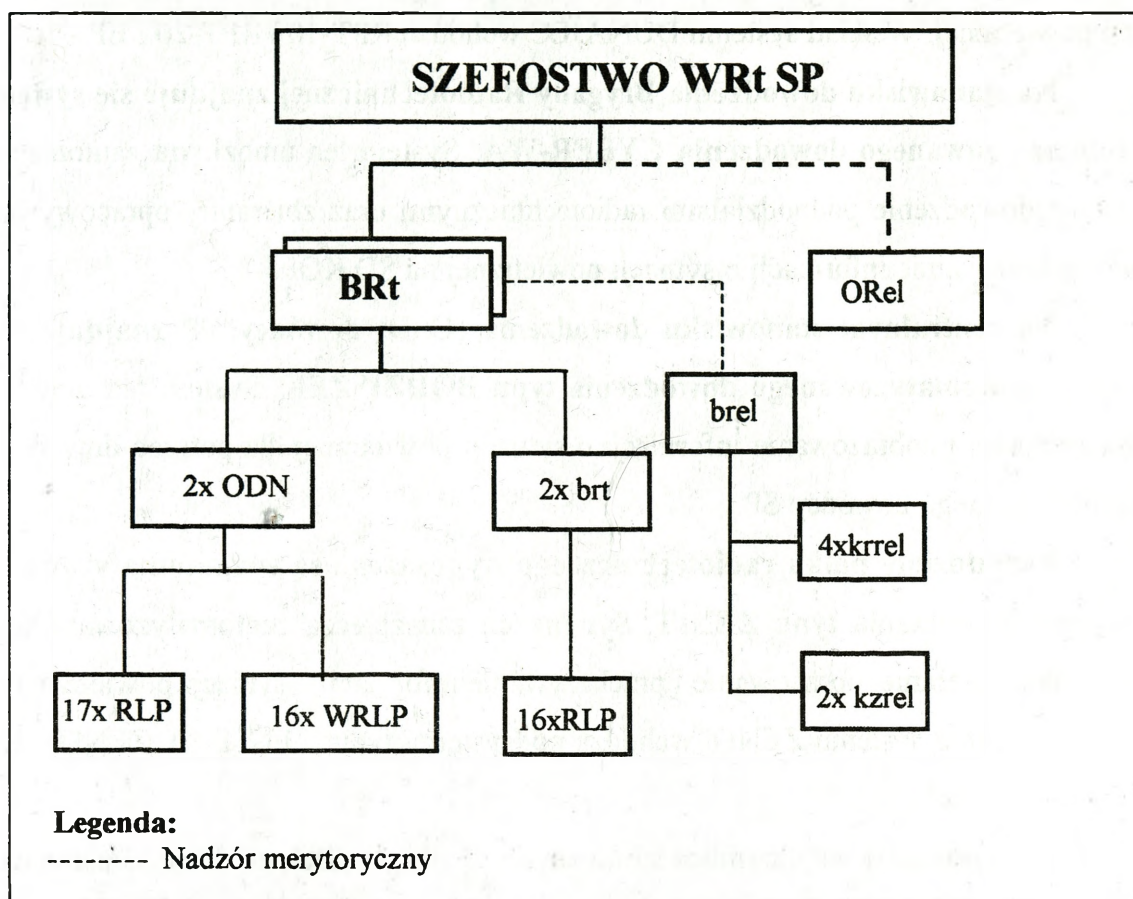 SZEFOSTWO WRt SP
BRt
ORel
brel
2x ODN
2x brt
4xkrrel
2x kzrel
17x RLP
16x WRLP
16xRLP
Legenda:
-------- Nadzór merytoryczny